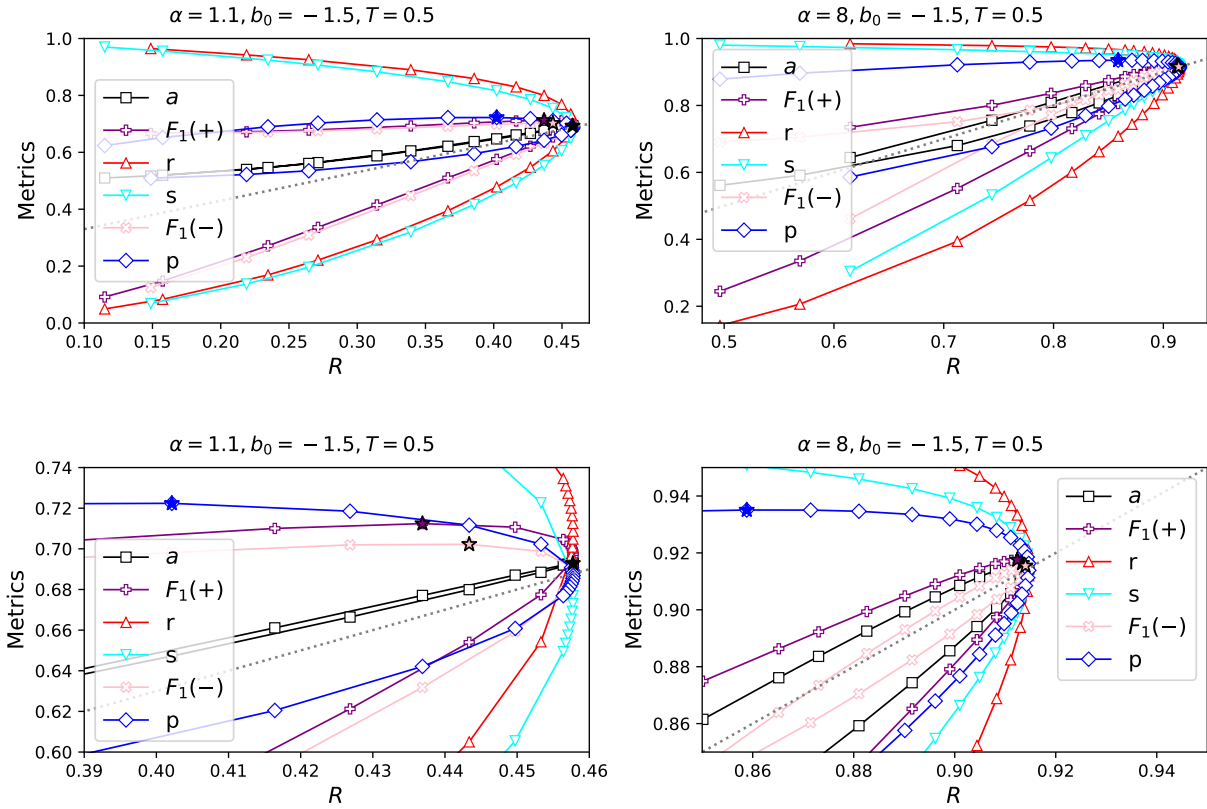 α = 1.1, b₀ = − 1.5, T = 0.5
Metrics
1.0
0.8
0.6
0.4
0.2
0.0
a
F₁(+)
r
s
F₁(−)
p
0.10 0.15 0.20 0.25 0.30 0.35 0.40 0.45
R
α = 8, b₀ = − 1.5, T = 0.5
Metrics
1.0
0.8
0.6
0.4
0.2
a
F₁(+)
r
s
F₁(−)
p
0.5 0.6 0.7 0.8 0.9
R
α = 1.1, b₀ = − 1.5, T = 0.5
Metrics
0.74
0.72
0.70
0.68
0.66
0.64
0.62
0.60
a
F₁(+)
r
s
F₁(−)
p
0.39 0.40 0.41 0.42 0.43 0.44 0.45 0.46
R
α = 8, b₀ = − 1.5, T = 0.5
Metrics
0.94
0.92
0.90
0.88
0.86
a
F₁(+)
r
s
F₁(−)
p
0.86 0.88 0.90 0.92 0.94
R